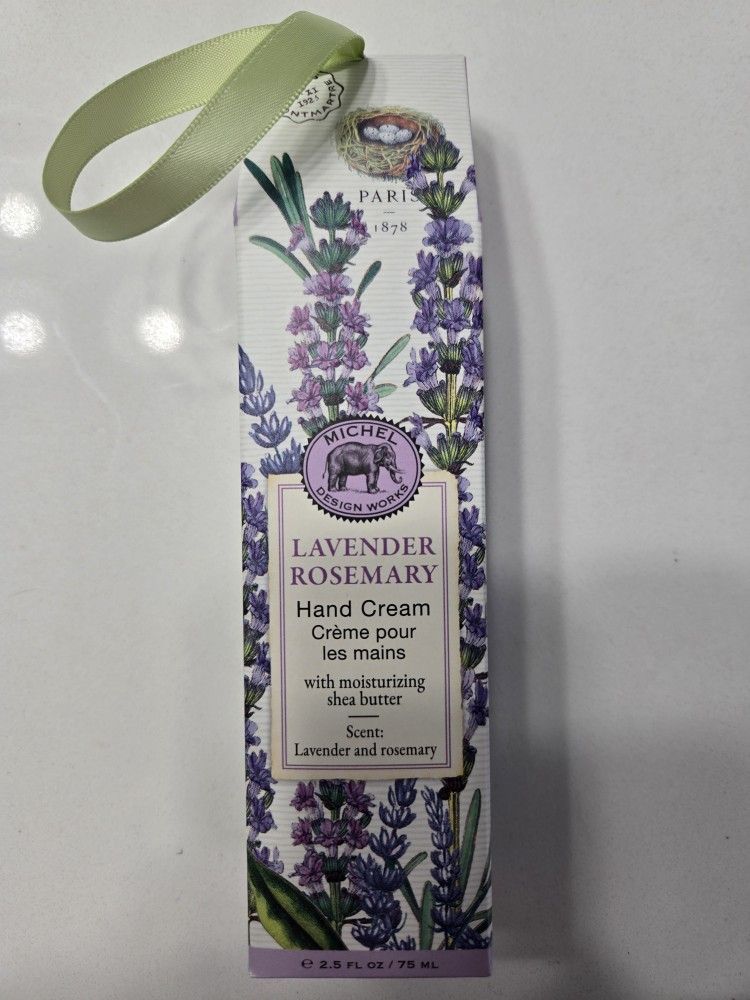 1925
PARIS
1878
MICHEL
DESIGN WORKS
LAVENDER
ROSEMARY
Hand Cream
Crème pour
les mains
with moisturizing
shea butter
Scent:
Lavender and rosemary
e 2.5 FL OZ / 75 ML